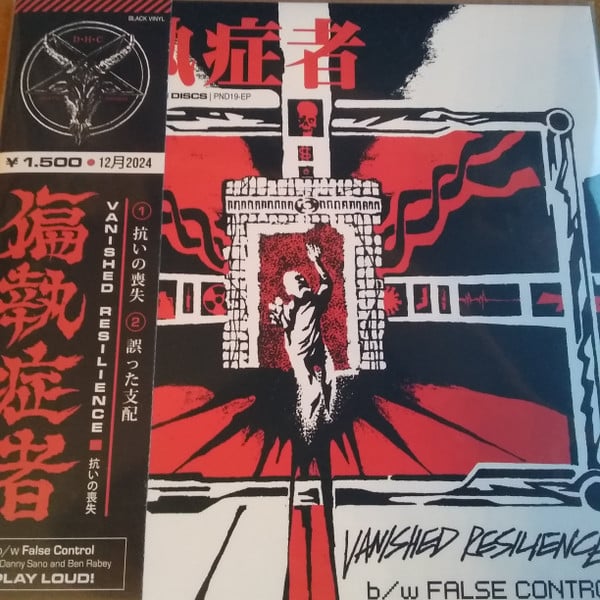 BLACK VINYL
D·H·C
¥1.500 ● 12月2024
偏執症者
VANISHED RESILIENCE ■ 抗いの喪失
① 抗いの喪失 ② 誤った支配
b/w False Control
Danny Sano and Ben Rabey
PLAY LOUD!
執症者
DISCS | PND19-EP
VANISHED RESILIENCE
b/w FALSE CONTRO